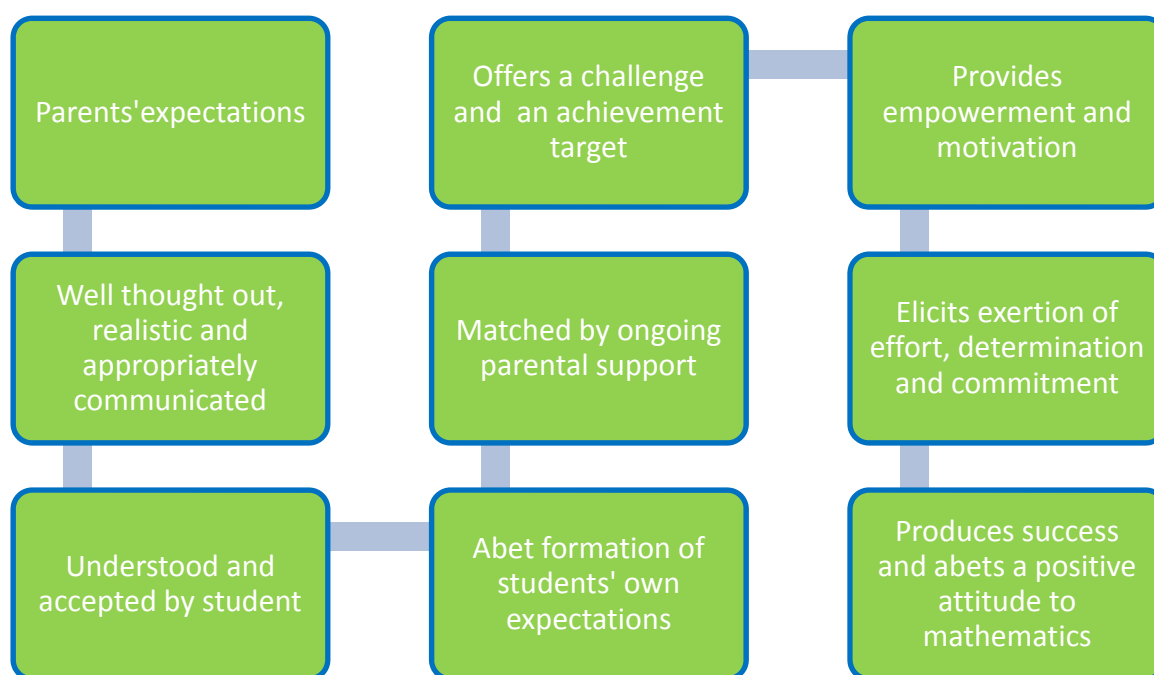 Parents'expectations
Well thought out,
realistic and
appropriately
communicated
Understood and
accepted by student
Abet formation of
students' own
expectations
Matched by ongoing
parental support
Offers a challenge
and  an achievement
target
Provides
empowerment and
motivation
Elicits exertion of
effort, determination
and commitment
Produces success
and abets a positive
attitude to
mathematics